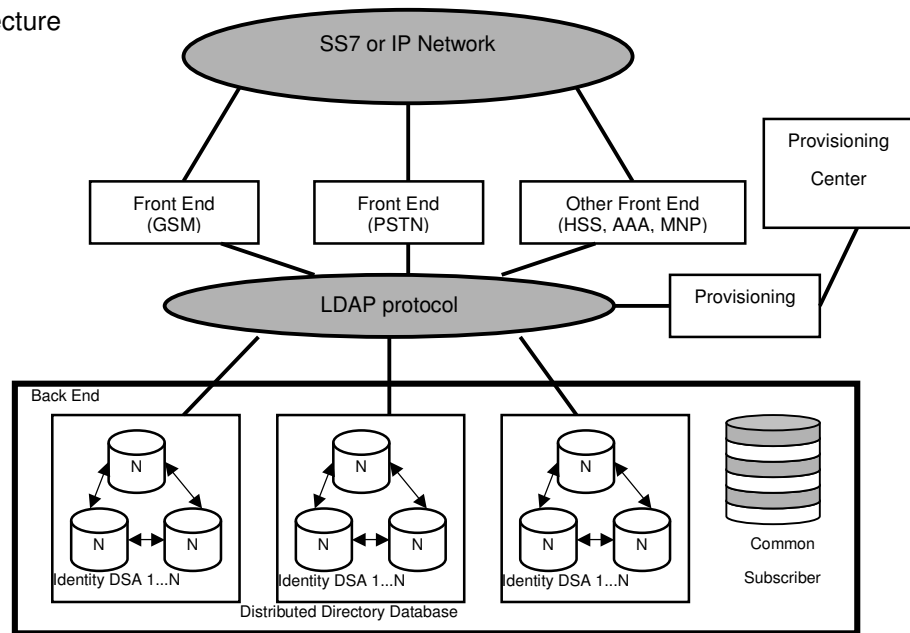 SS7 or IP Network
Provisioning
Center
Front End
(GSM)
Front End
(PSTN)
Other Front End
(HSS, AAA, MNP)
LDAP protocol
Provisioning
Back End
N
N
N
N
N
N
N
N
N
Identity DSA 1...N
Identity DSA 1...N
Identity DSA 1...N
Common
Subscriber
Distributed Directory Database